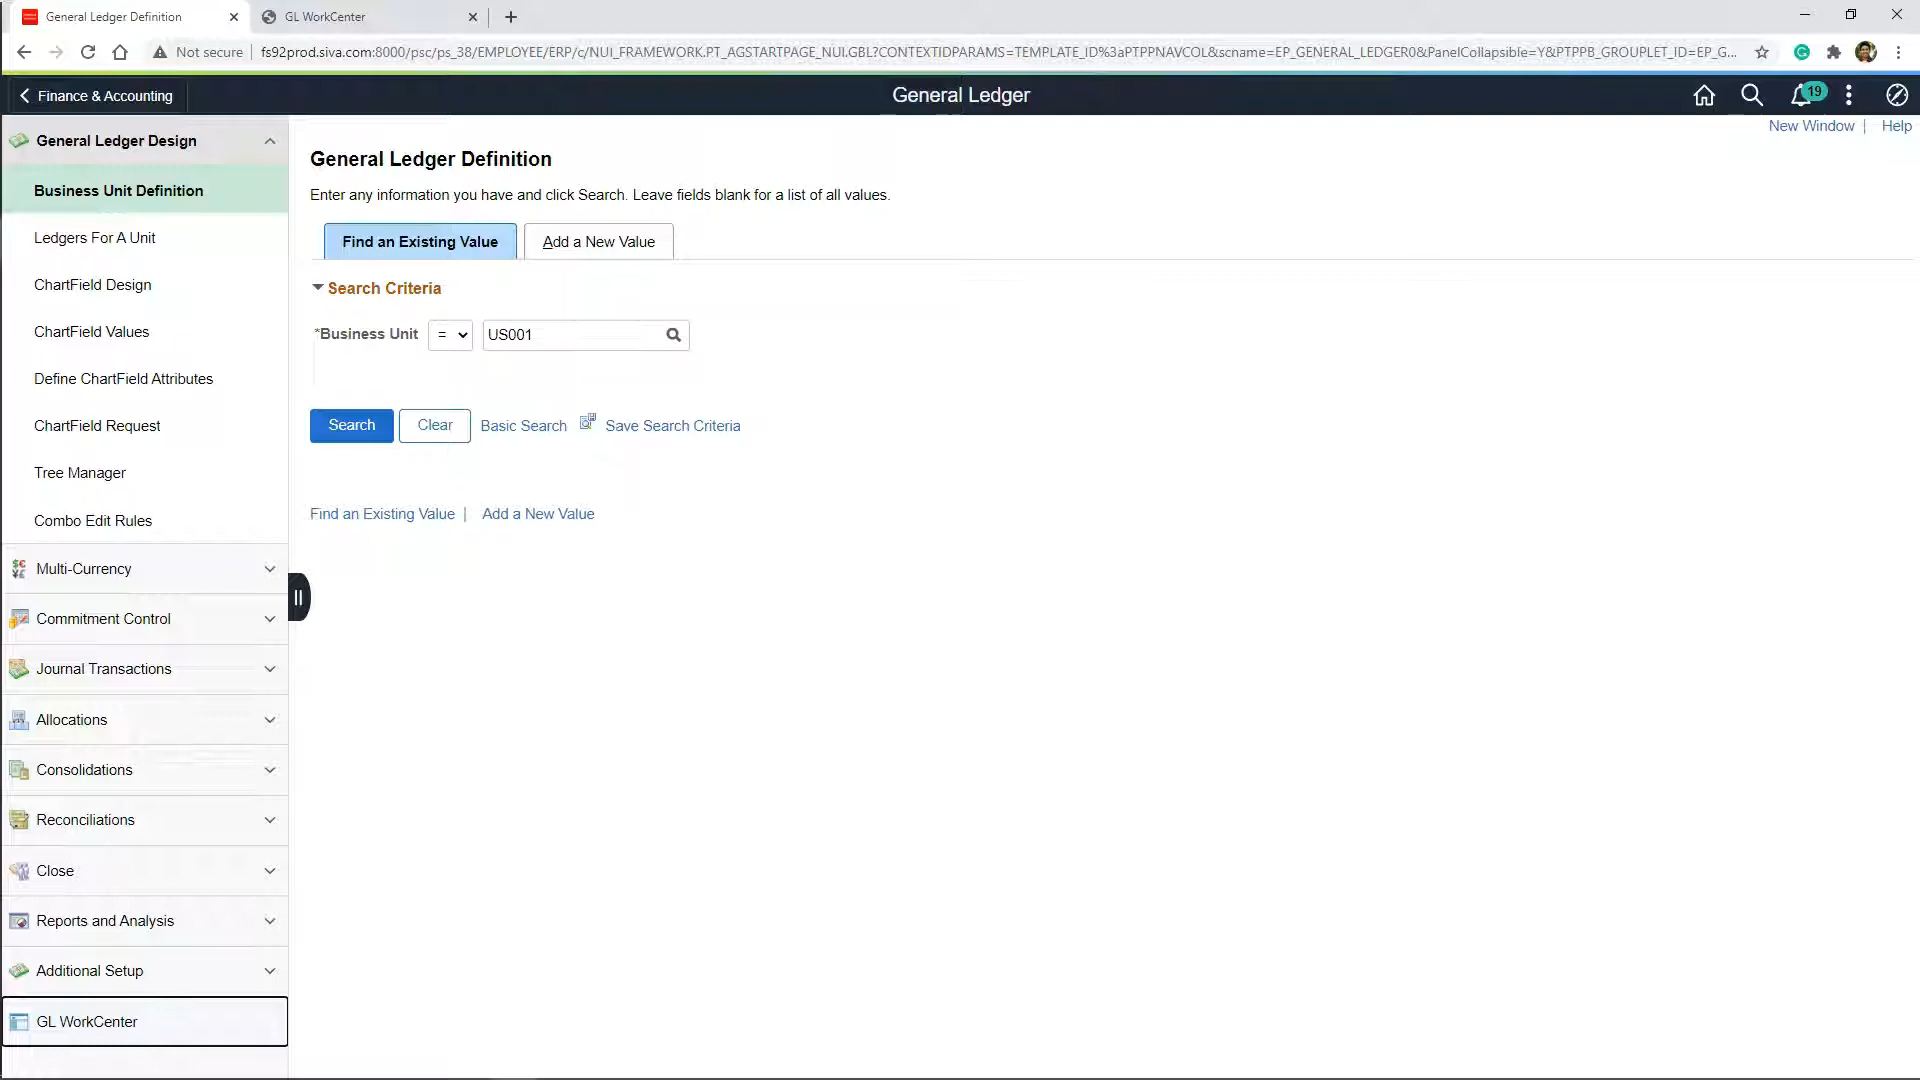 General Ledger Definition
GL WorkCenter
Not secure
fs92prod.siva.com:8000/psc/ps_38/EMPLOYEE/ERP/c/NUI_FRAMEWORK.PT_AGSTARTPAGE_NUI.GBL?CONTEXTIDPARAMS=TEMPLATE_ID%3aPTPPNAVCOL&scname=EP_GENERAL_LEDGER0&PanelCollapsible=Y&PTPPB_GROUPLET_ID=EP_G...
Finance & Accounting
General Ledger
19
New Window | Help
General Ledger Design
Business Unit Definition
Ledgers For A Unit
ChartField Design
ChartField Values
Define ChartField Attributes
ChartField Request
Tree Manager
Combo Edit Rules
Multi-Currency
Commitment Control
Journal Transactions
Allocations
Consolidations
Reconciliations
Close
Reports and Analysis
Additional Setup
GL WorkCenter
General Ledger Definition
Enter any information you have and click Search. Leave fields blank for a list of all values.
Find an Existing Value
Add a New Value
Search Criteria
*Business Unit = US001
Search Clear Basic Search Save Search Criteria
Find an Existing Value | Add a New Value